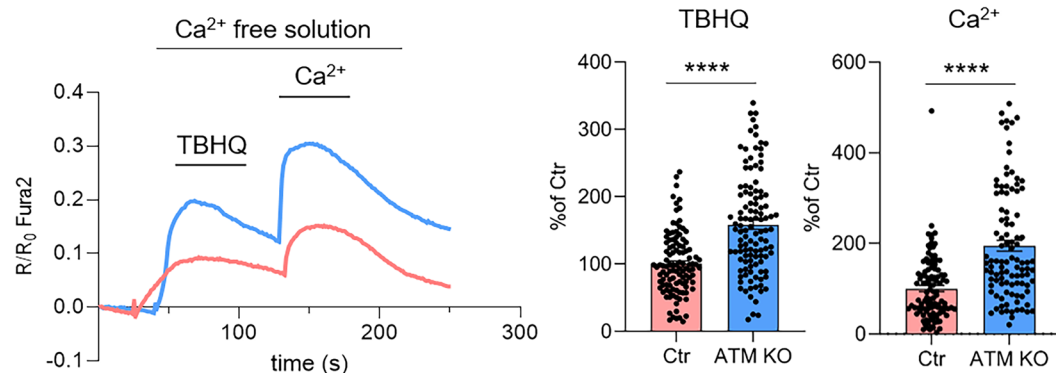 Ca²⁺ free solution
Ca²⁺
TBHQ
0.4
0.3
0.2
0.1
0.0
-0.1
R/R₀ Fura2
100
200
300
time (s)
TBHQ
****
400
300
200
100
0
%of Ctr
Ctr
ATM KO
Ca²⁺
****
600
400
200
0
%of Ctr
Ctr
ATM KO